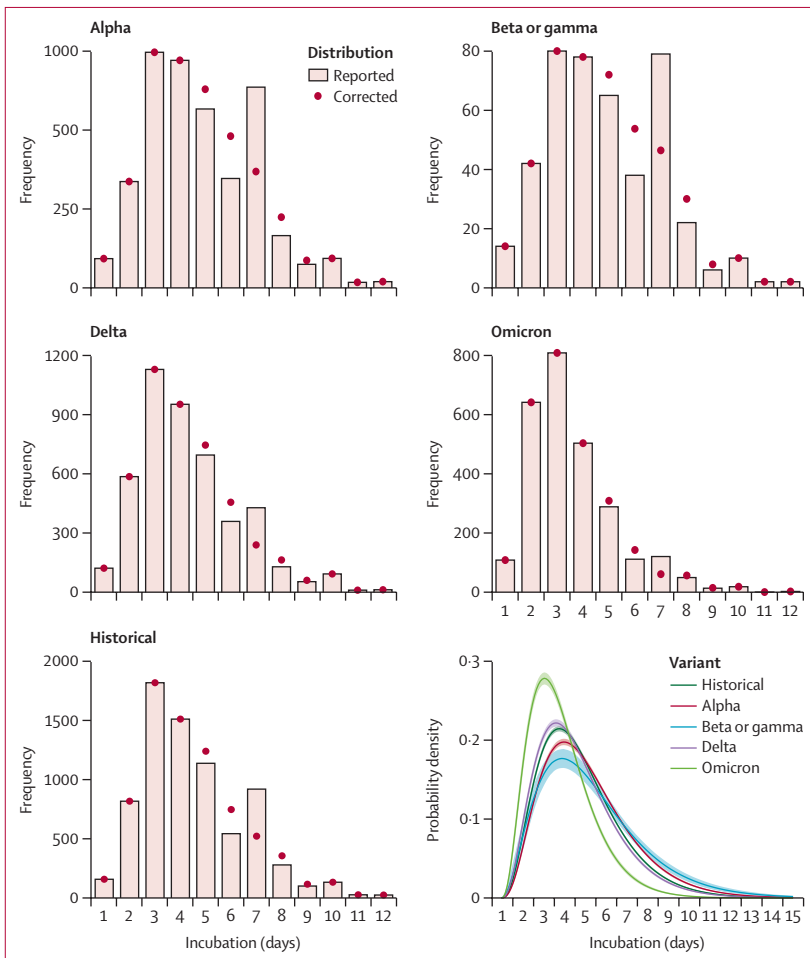 Alpha
Distribution
Reported
Corrected
1000
500
250
0
Frequency
Beta or gamma
80
60
40
20
0
Frequency
Delta
1200
900
600
300
0
Frequency
Omicron
800
600
400
200
0
Frequency
1 2 3 4 5 6 7 8 9 10 11 12
Historical
2000
1500
1000
500
0
Frequency
1 2 3 4 5 6 7 8 9 10 11 12
Incubation (days)
Variant
Historical
Alpha
Beta or gamma
Delta
Omicron
0·3
0·2
0·1
0
Probability density
1 2 3 4 5 6 7 8 9 10 11 12 13 14 15
Incubation (days)